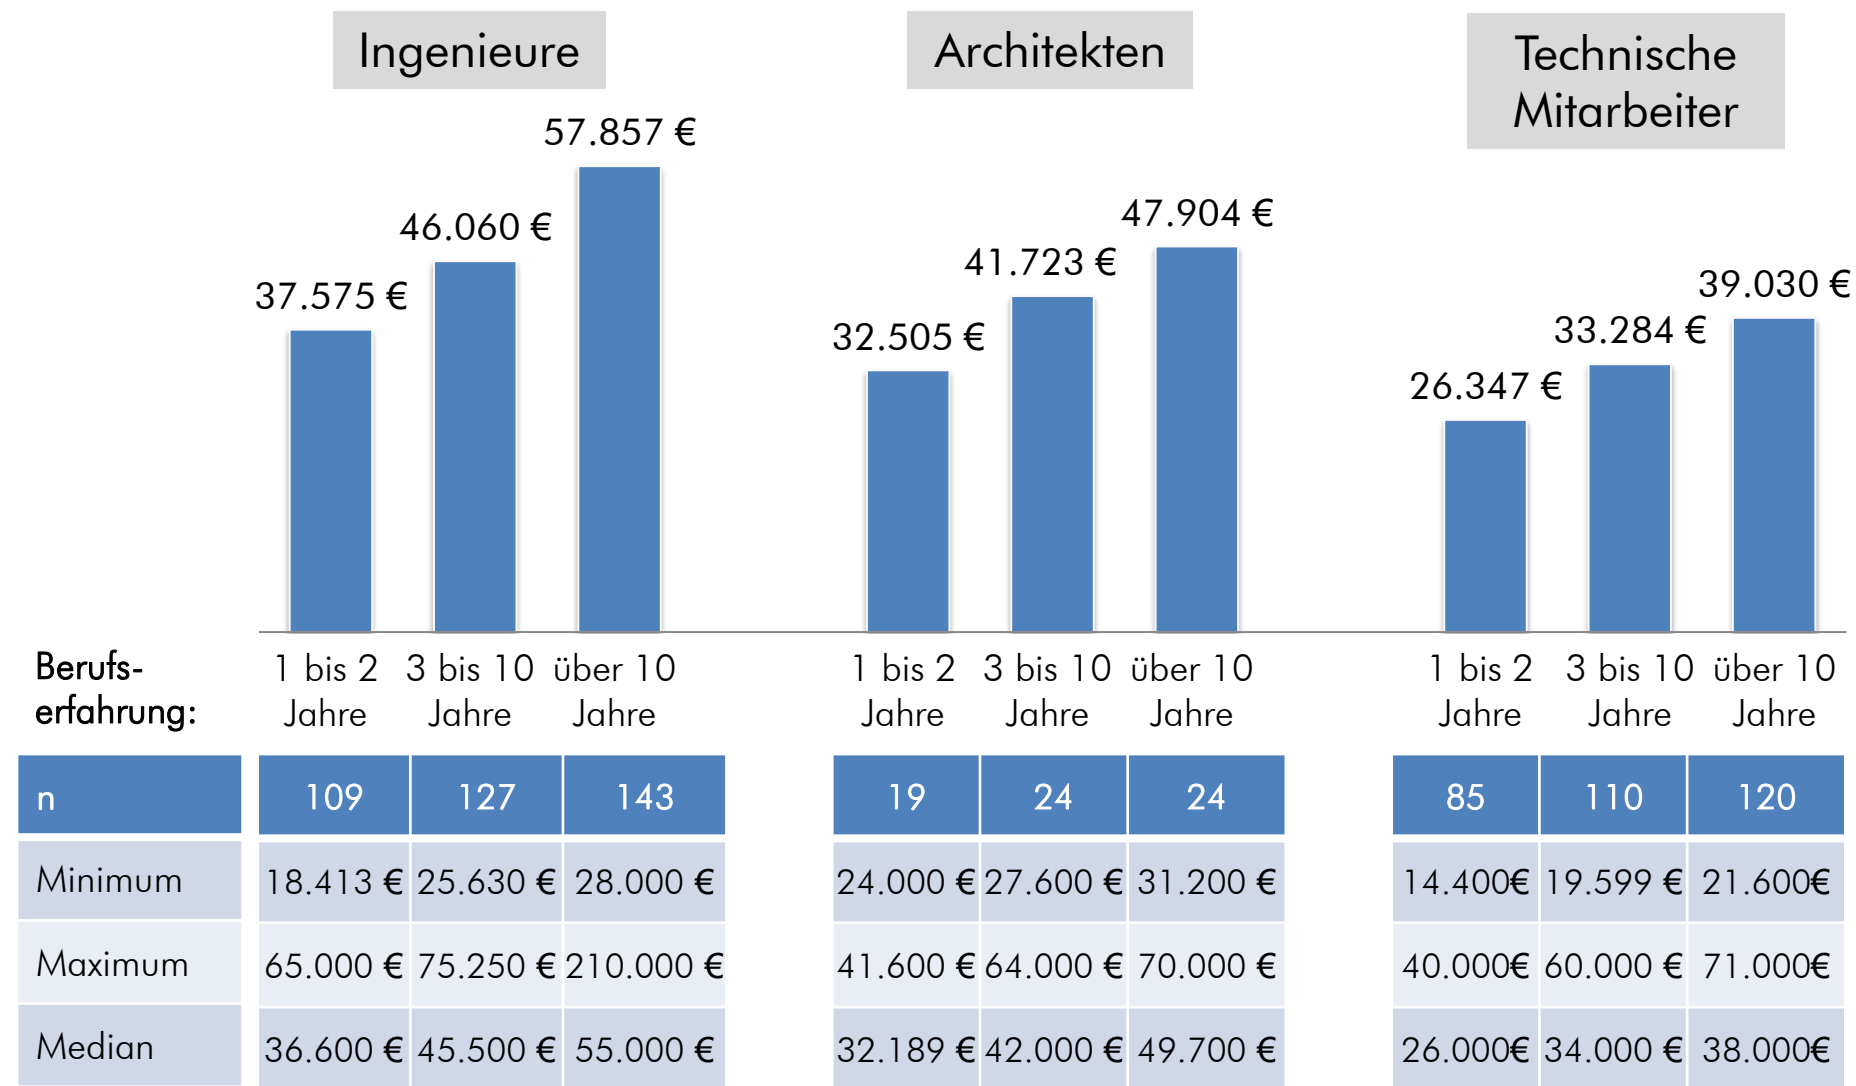 Ingenieure
Architekten
Technische
Mitarbeiter
57.857 €
46.060 €
37.575 €
47.904 €
41.723 €
32.505 €
39.030 €
33.284 €
26.347 €
Berufs-
erfahrung:
1 bis 2
Jahre
3 bis 10
Jahre
über 10
Jahre
1 bis 2
Jahre
3 bis 10
Jahre
über 10
Jahre
1 bis 2
Jahre
3 bis 10
Jahre
über 10
Jahre
n 109 127 143 19 24 24 85 110 120
Minimum 18.413 € 25.630 € 28.000 € 24.000 € 27.600 € 31.200 € 14.400€ 19.599 € 21.600€
Maximum 65.000 € 75.250 € 210.000 € 41.600 € 64.000 € 70.000 € 40.000€ 60.000 € 71.000€
Median 36.600 € 45.500 € 55.000 € 32.189 € 42.000 € 49.700 € 26.000€ 34.000 € 38.000€